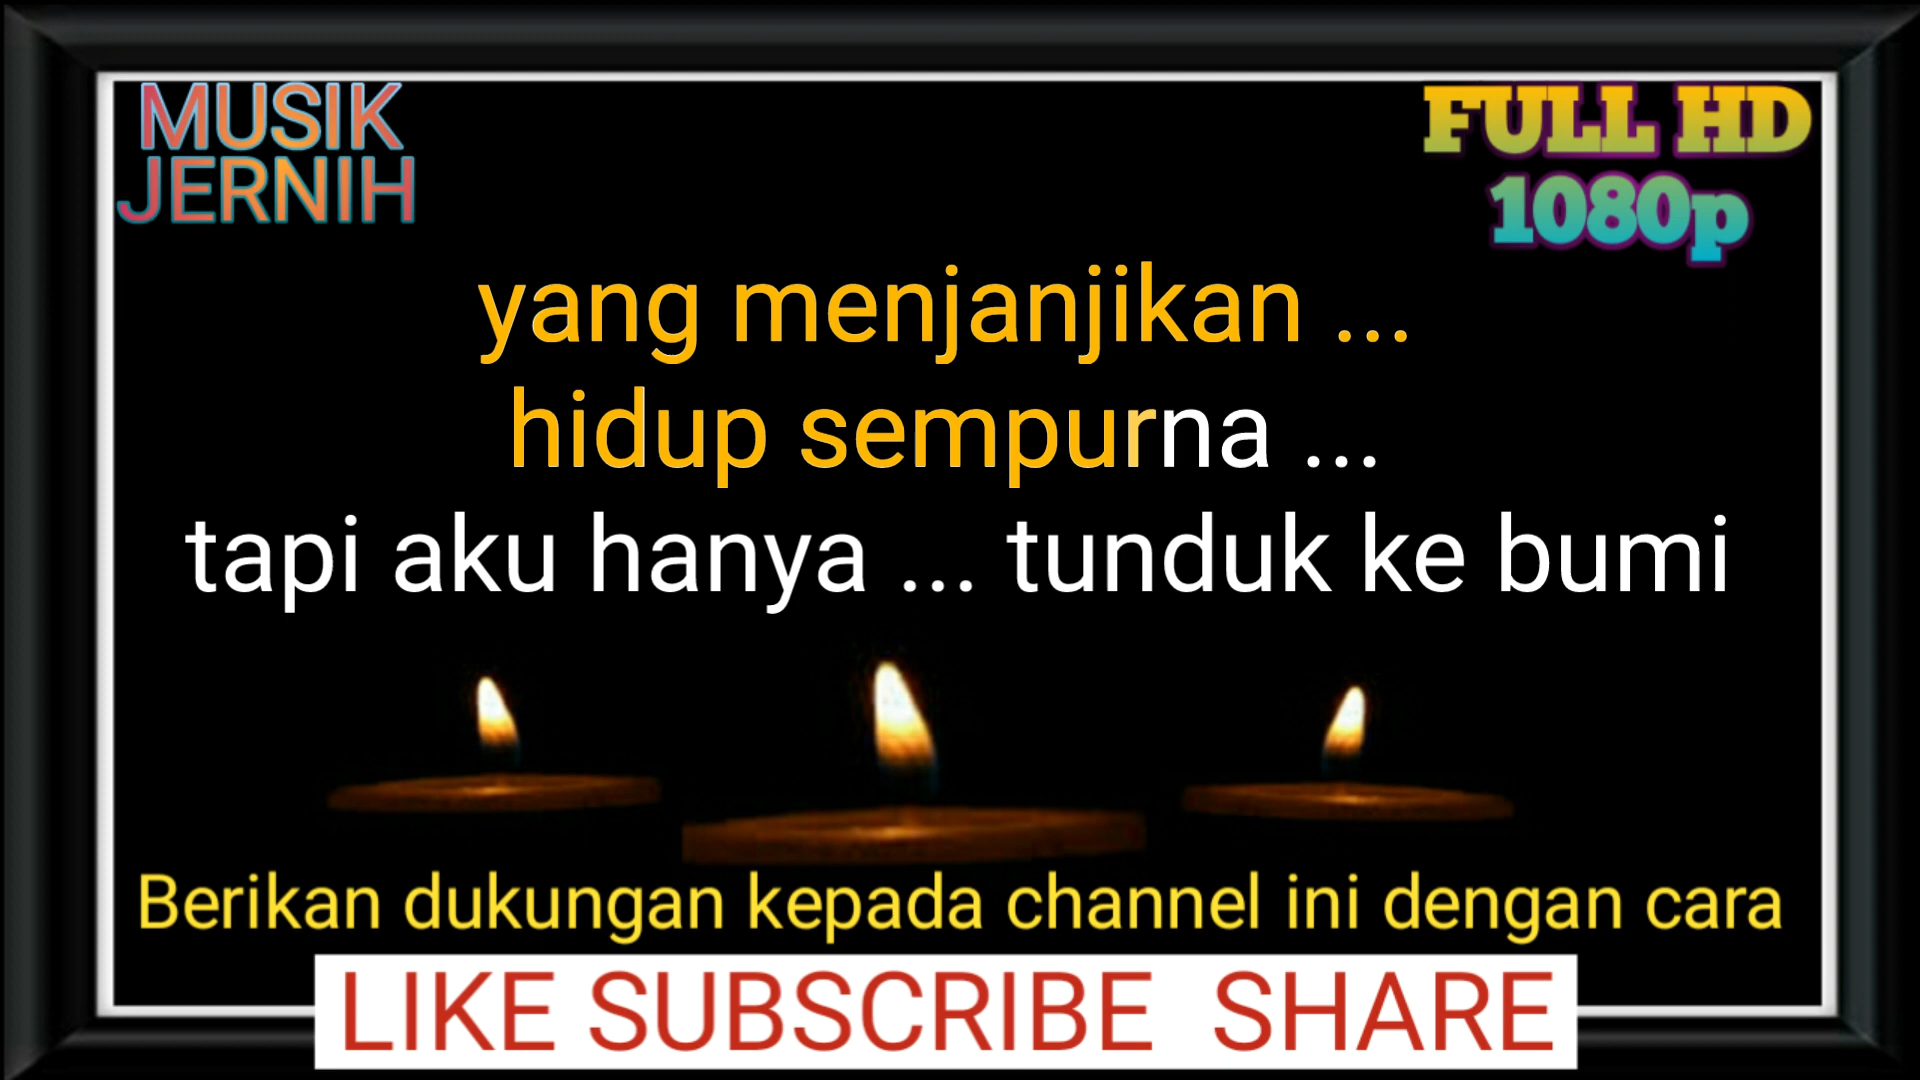 MUSIK
JERNIH
FULL HD
1080p
yang menjanjikan ...
hidup sempurna ...
tapi aku hanya ... tunduk ke bumi
Berikan dukungan kepada channel ini dengan cara
LIKE SUBSCRIBE SHARE